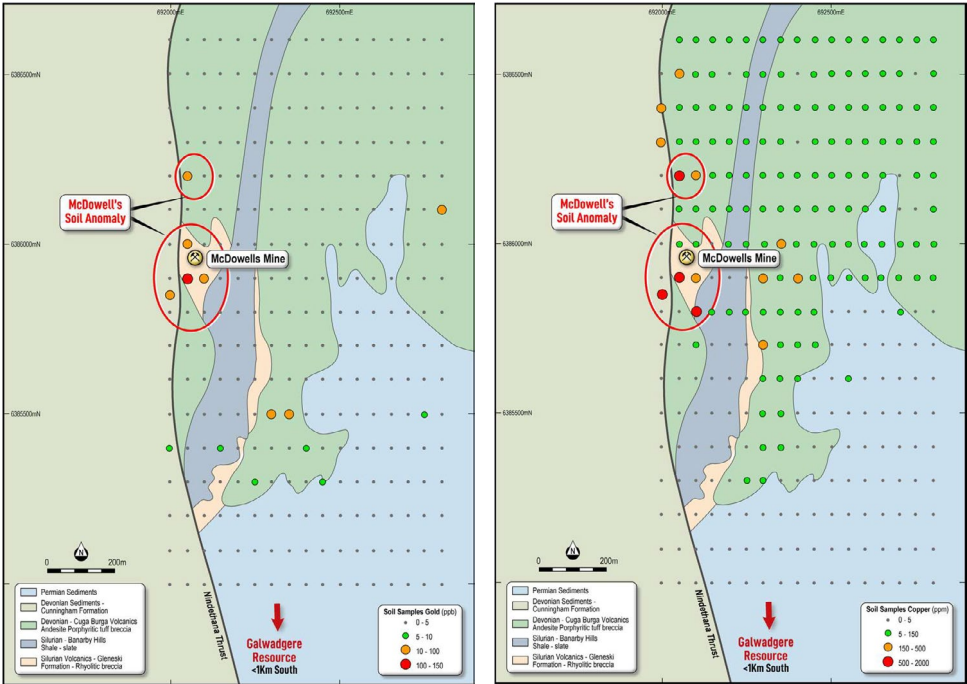 692000mE
692500mE
6386500mN
McDowell's
Soil Anomaly
6386000mN
McDowells Mine
6385500mN
N
0
200m
Permian Sediments
Devonian Sediments -
Cunningham Formation
Devonian - Cuga Burga Volcanics
Andesite Porphyritic tuff breccia
Silurian - Banarby Hills
Shale - slate
Silurian Volcanics - Gleneski
Formation - Rhyolitic breccia
Nindethana Thrust
Galwadgere
Resource
<1Km South
Soil Samples Gold (ppb)
0 - 5
5 - 10
10 - 100
100 - 150
692000mE
692500mE
6386500mN
McDowell's
Soil Anomaly
6386000mN
McDowells Mine
6385500mN
N
0
200m
Permian Sediments
Devonian Sediments -
Cunningham Formation
Devonian - Cuga Burga Volcanics
Andesite Porphyritic tuff breccia
Silurian - Banarby Hills
Shale - slate
Silurian Volcanics - Gleneski
Formation - Rhyolitic breccia
Nindethana Thrust
Galwadgere
Resource
<1Km South
Soil Samples Copper (ppm)
0 - 5
5 - 150
150 - 500
500 - 2000